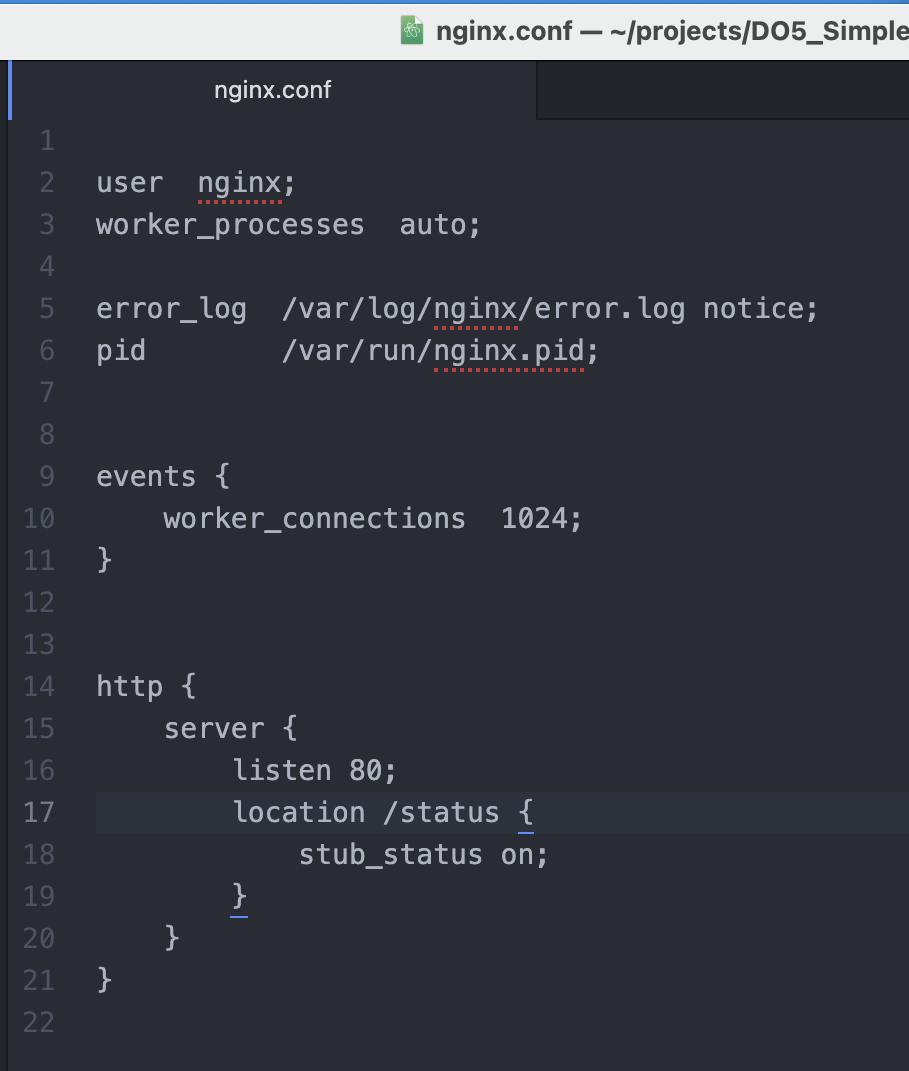 nginx.conf — ~/projects/DO5_Simple
nginx.conf
1
2 user  nginx;
3 worker_processes  auto;
4
5 error_log  /var/log/nginx/error.log notice;
6 pid        /var/run/nginx.pid;
7
8
9 events {
10     worker_connections  1024;
11 }
12
13
14 http {
15     server {
16         listen 80;
17         location /status {
18             stub_status on;
19         }
20     }
21 }
22